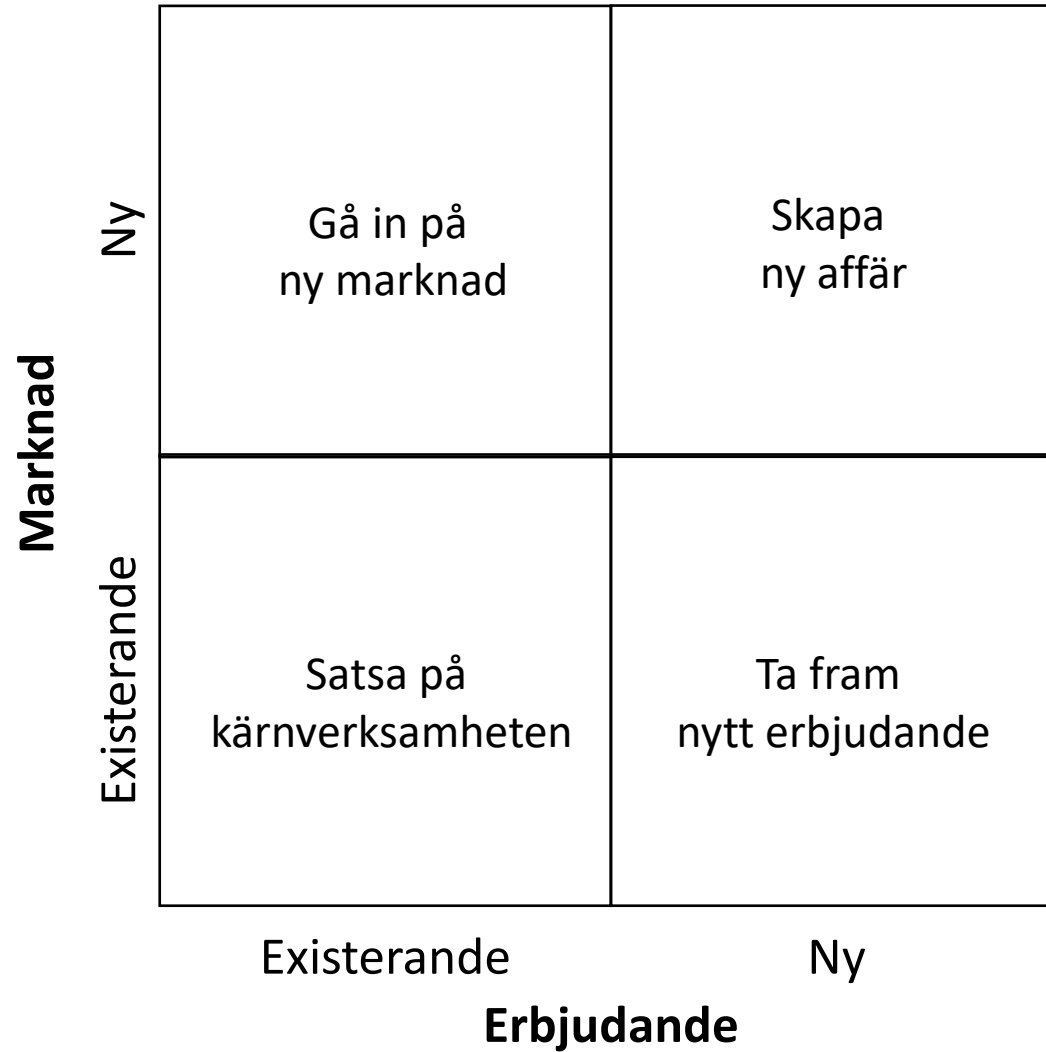 Marknad
Ny
Gå in på
ny marknad
Skapa
ny affär
Existerande
Satsa på
kärnverksamheten
Ta fram
nytt erbjudande
Existerande
Ny
Erbjudande